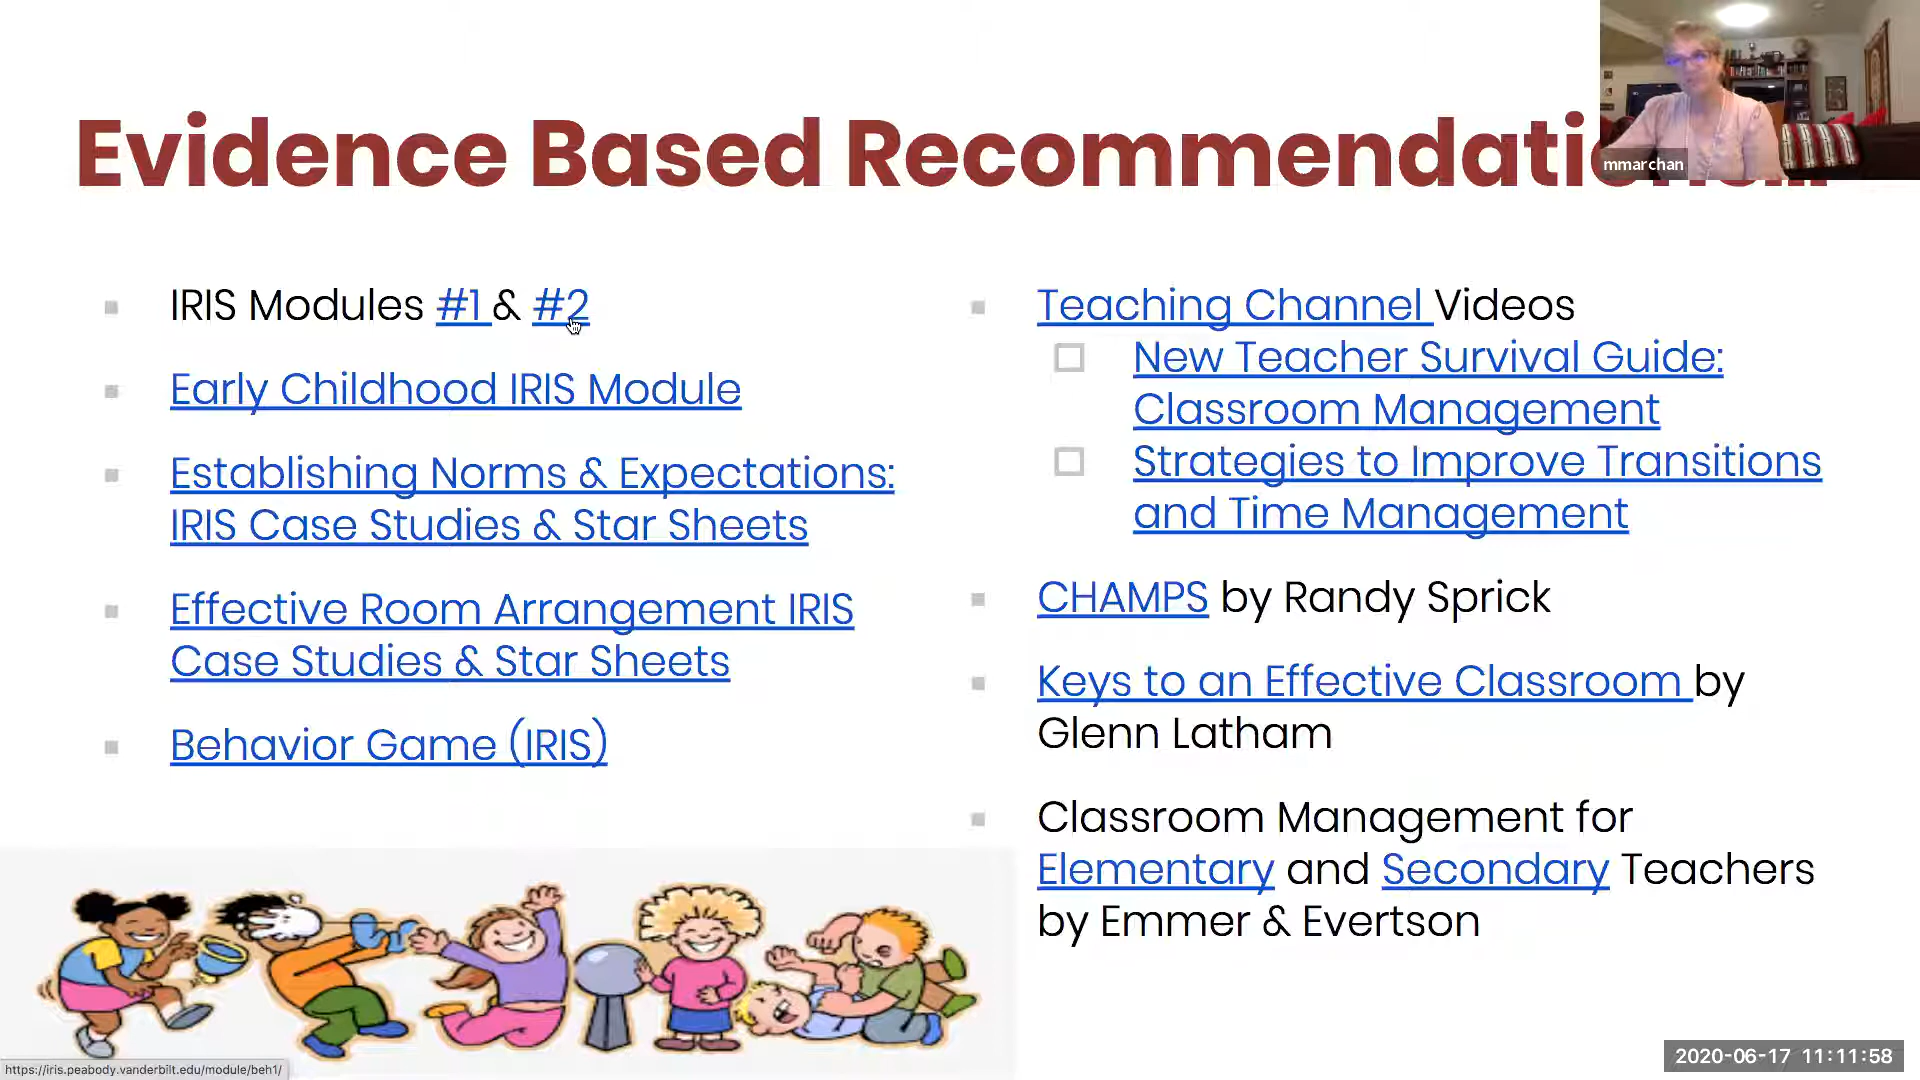 Evidence Based Recommendati
mmarchan
IRIS Modules #1 & #2
Early Childhood IRIS Module
Establishing Norms & Expectations:
IRIS Case Studies & Star Sheets
Effective Room Arrangement IRIS
Case Studies & Star Sheets
Behavior Game (IRIS)
Teaching Channel Videos
New Teacher Survival Guide:
Classroom Management
Strategies to Improve Transitions
and Time Management
CHAMPS by Randy Sprick
Keys to an Effective Classroom by
Glenn Latham
Classroom Management for
Elementary and Secondary Teachers
by Emmer & Evertson
https://iris.peabody.vanderbilt.edu/module/beh1/
2020-06-17 11:11:58